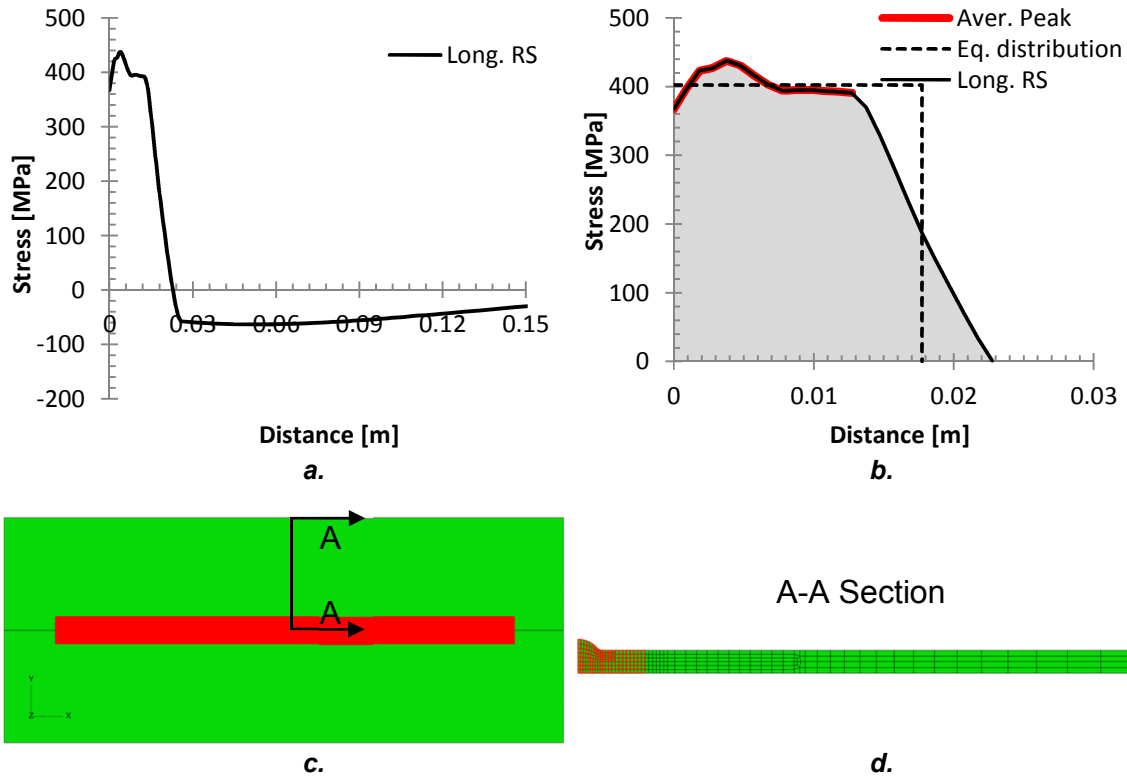 500
400
300
200
100
0
-100
-200
Stress [MPa]
Long. RS
0 0.03 0.06 0.09 0.12 0.15
Distance [m]
a.
500
400
300
200
100
0
Stress [MPa]
Aver. Peak
Eq. distribution
Long. RS
0 0.01 0.02 0.03
Distance [m]
b.
A
A
Y
Z X
c.
A-A Section
d.